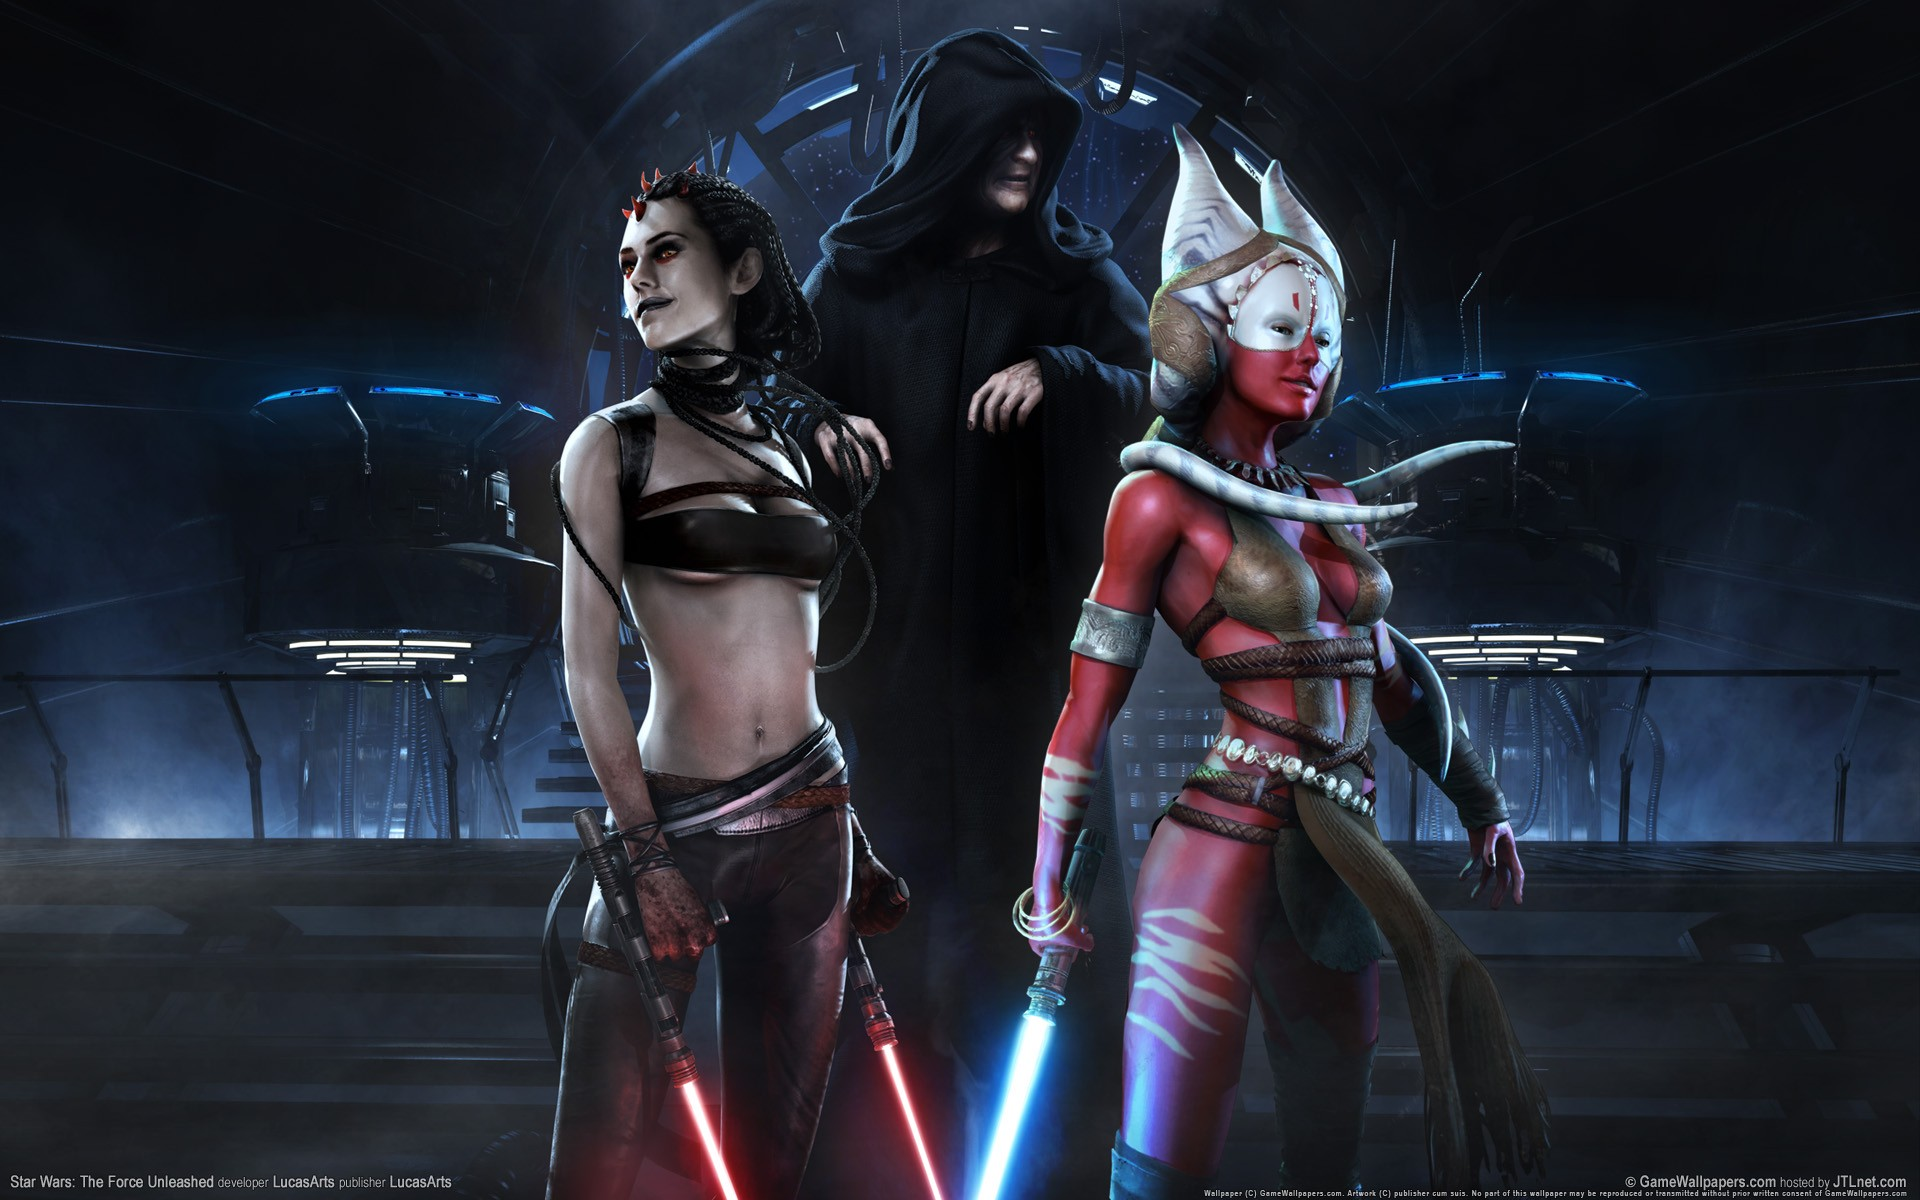 Star Wars: The Force Unleashed developer LucasArts publisher LucasArts
© GameWallpapers.com hosted by JTLnet.com
Wallpaper (C) GameWallpapers.com. Artwork (C) publisher cum suis. No part of this wallpaper may be reproduced or transmitted without prior written consent of GameWallpapers.com